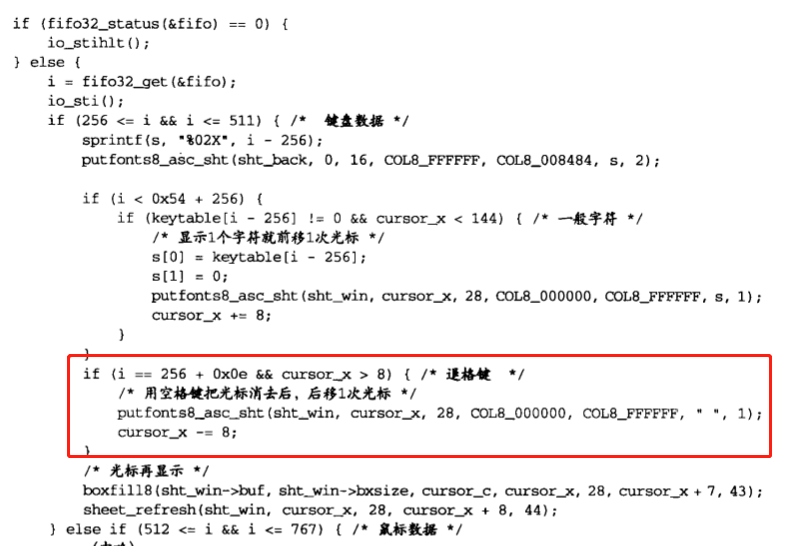 if (fifo32_status(&fifo) == 0) {
io_stihlt();
} else {
i = fifo32_get(&fifo);
io_sti();
if (256 <= i && i <= 511) { /* 键盘数据 */
sprintf(s, "%02X", i - 256);
putfonts8_asc_sht(sht_back, 0, 16, COL8_FFFFFF, COL8_008484, s, 2);
if (i < 0x54 + 256) {
if (keytable[i - 256] != 0 && cursor_x < 144) { /* 一般字符 */
/* 显示1个字符就前移1次光标 */
s[0] = keytable[i - 256];
s[1] = 0;
putfonts8_asc_sht(sht_win, cursor_x, 28, COL8_000000, COL8_FFFFFF, s, 1);
cursor_x += 8;
}
}
if (i == 256 + 0x0e && cursor_x > 8) { /* 退格键 */
/* 用空格键把光标消去后，后移1次光标 */
putfonts8_asc_sht(sht_win, cursor_x, 28, COL8_000000, COL8_FFFFFF, " ", 1);
cursor_x -= 8;
}
/* 光标再显示 */
boxfill8(sht_win->buf, sht_win->bxsize, cursor_c, cursor_x, 28, cursor_x + 7, 43);
sheet_refresh(sht_win, cursor_x, 28, cursor_x + 8, 44);
} else if (512 <= i && i <= 767) { /* 鼠标数据 */